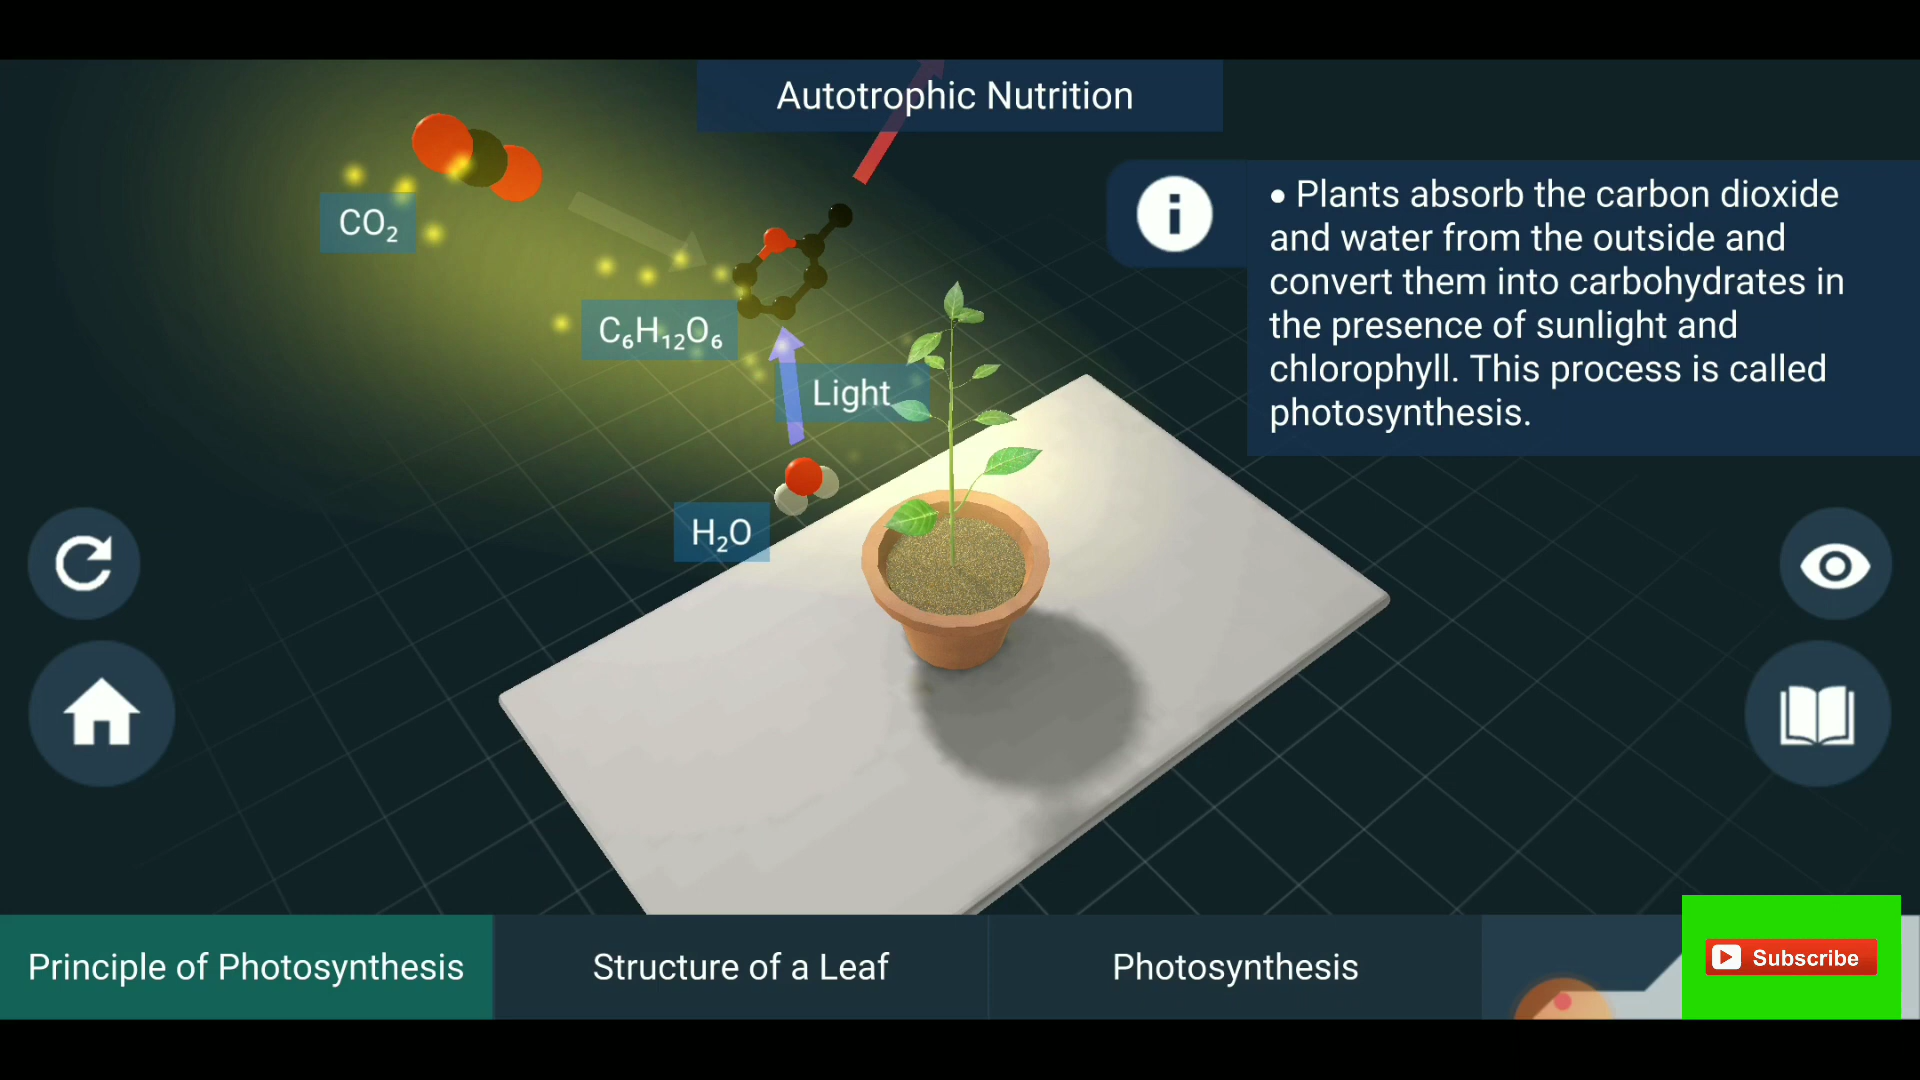 Autotrophic Nutrition
• Plants absorb the carbon dioxide
and water from the outside and
convert them into carbohydrates in
the presence of sunlight and
chlorophyll. This process is called
photosynthesis.
CO₂
C₆H₁₂O₆
Light
H₂O
Principle of Photosynthesis
Structure of a Leaf
Photosynthesis
Subscribe